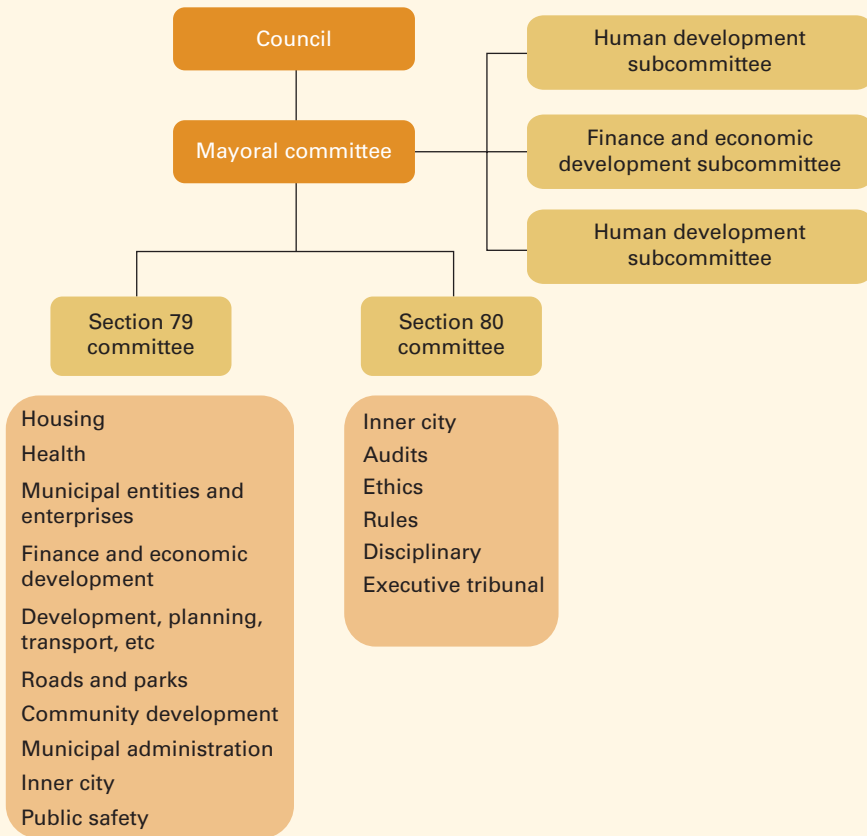 Council
Mayoral committee
Human development
subcommittee
Finance and economic
development subcommittee
Human development
subcommittee
Section 79
committee
Section 80
committee
Housing
Health
Municipal entities and
enterprises
Finance and economic
development
Development, planning,
transport, etc
Roads and parks
Community development
Municipal administration
Inner city
Public safety
Inner city
Audits
Ethics
Rules
Disciplinary
Executive tribunal